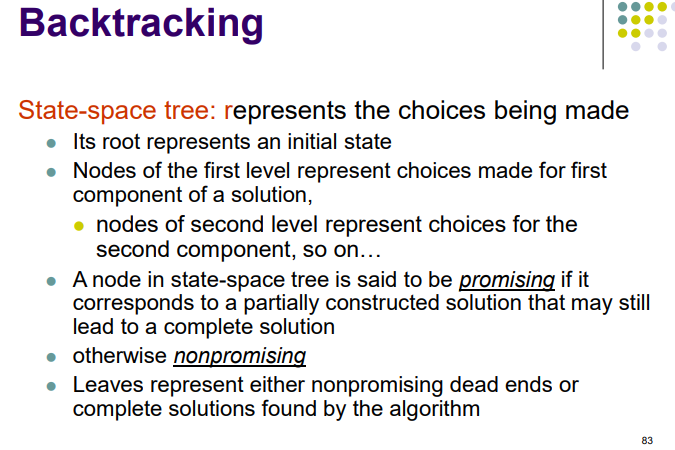 Backtracking
State-space tree: represents the choices being made
Its root represents an initial state
Nodes of the first level represent choices made for first
component of a solution,
nodes of second level represent choices for the
second component, so on…
A node in state-space tree is said to be promising if it
corresponds to a partially constructed solution that may still
lead to a complete solution
otherwise nonpromising
Leaves represent either nonpromising dead ends or
complete solutions found by the algorithm
83